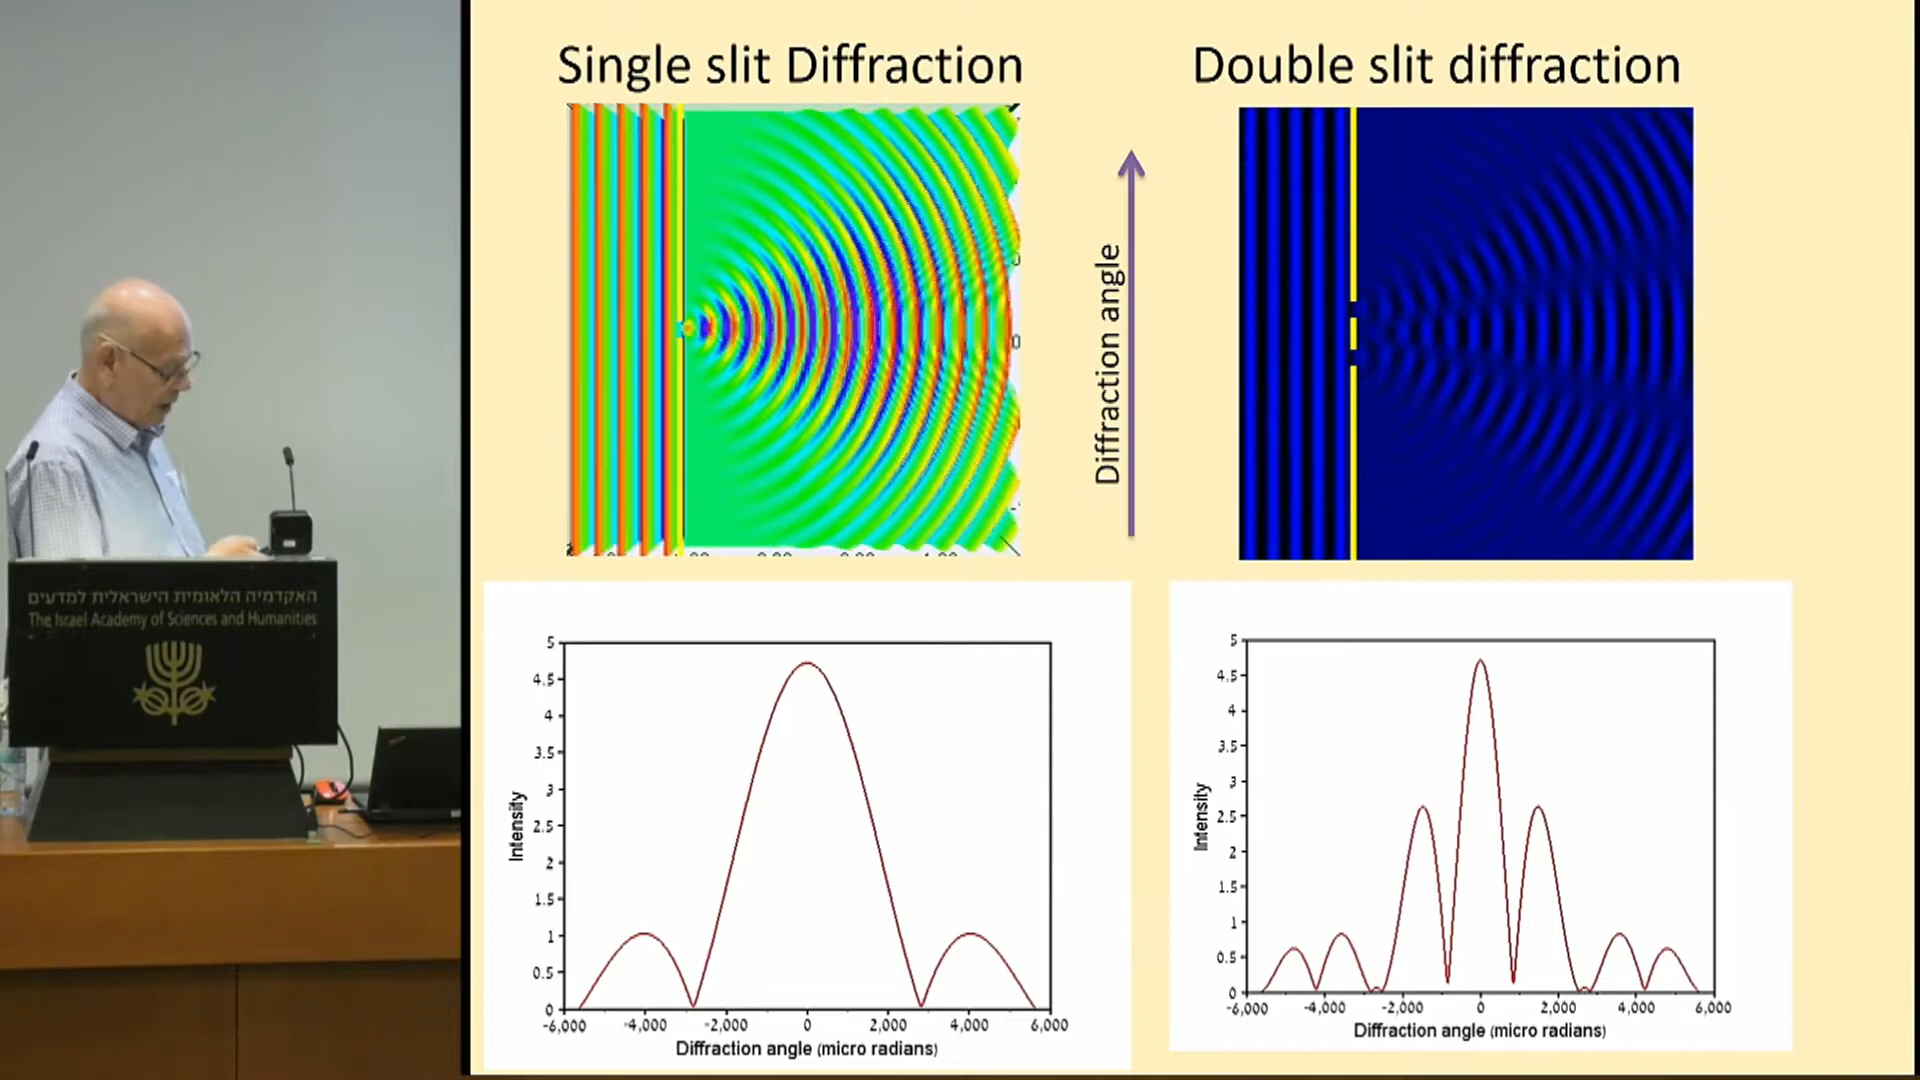 Single slit Diffraction
Double slit diffraction
Diffraction angle
האקדמיה הלאומית הישראלית למדעים
The Israel Academy of Sciences and Humanities
5
4.5
4
3.5
3
2.5
2
1.5
1
0.5
0
Intensity
-6,000 -4,000 -2,000 0 2,000 4,000 6,000
Diffraction angle (micro radians)
5
4.5
4
3.5
3
2.5
2
1.5
1
0.5
0
Intensity
-6,000 -4,000 -2,000 0 2,000 4,000 6,000
Diffraction angle (micro radians)